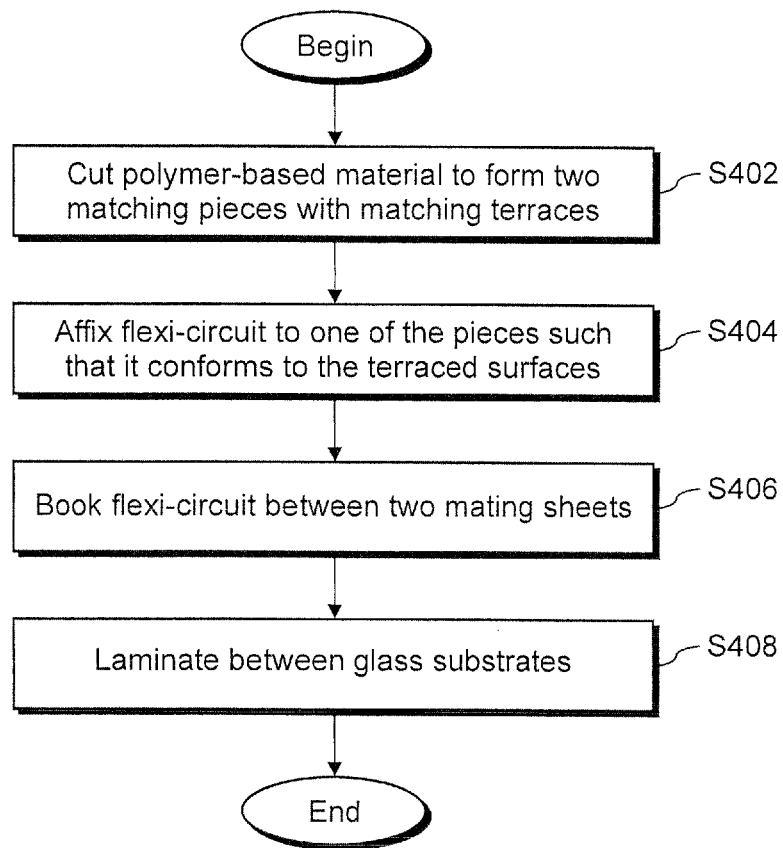 Begin
Cut polymer-based material to form two
matching pieces with matching terraces
S402
Affix flexi-circuit to one of the pieces such
that it conforms to the terraced surfaces
S404
Book flexi-circuit between two mating sheets
S406
Laminate between glass substrates
S408
End